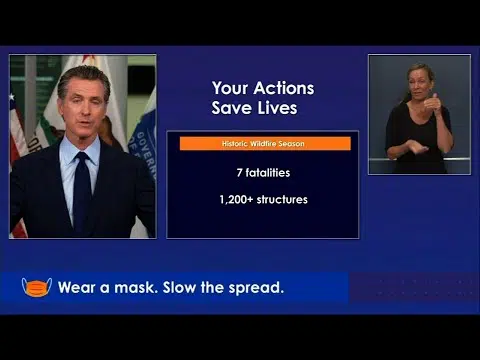 Your Actions
Save Lives
Historic Wildfire Season
7 fatalities
1,200+ structures
Wear a mask. Slow the spread.